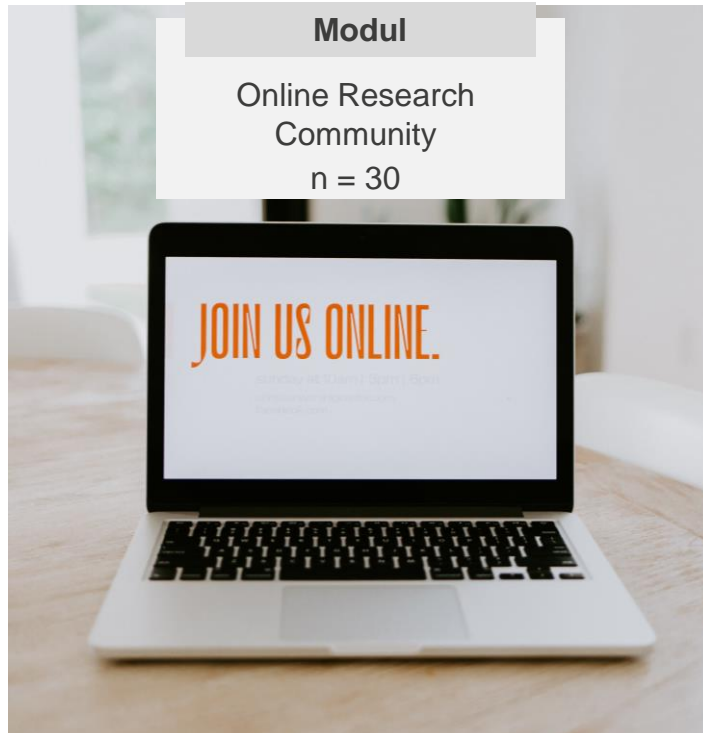 Modul
Online Research
Community
n = 30
JOIN US ONLINE.